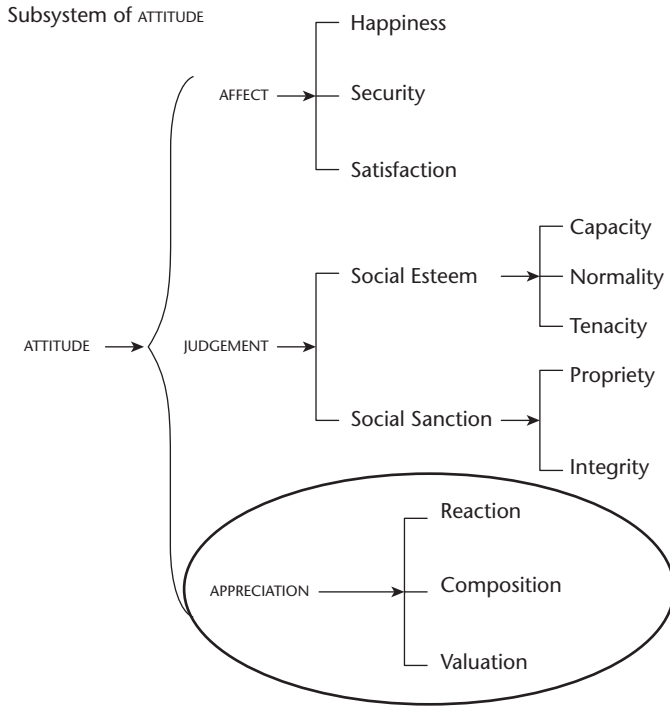 Subsystem of ATTITUDE
Happiness
AFFECT
Security
Satisfaction
Capacity
Social Esteem
Normality
Tenacity
ATTITUDE
JUDGEMENT
Propriety
Social Sanction
Integrity
Reaction
APPRECIATION
Composition
Valuation